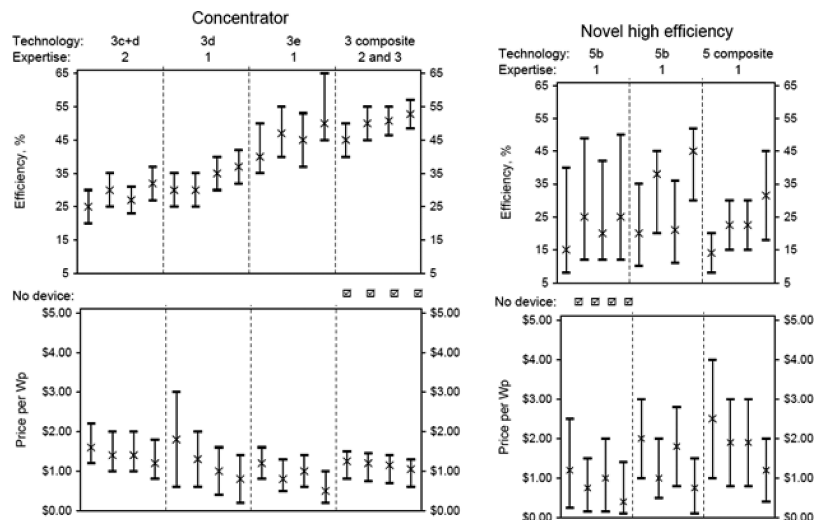 Concentrator
Technology: 3c+d 3d 3e 3 composite
Expertise: 2 1 1 2 and 3
65 65
55 55
45 45
35 35
25 25
15 15
5 5
Efficiency, %
No device: ☑ ☑ ☑ ☑
$5.00 $5.00
$4.00 $4.00
$3.00 $3.00
$2.00 $2.00
$1.00 $1.00
$0.00 $0.00
Price per Wp
Novel high efficiency
Technology: 5b 5b 5 composite
Expertise: 1 1 1
65 65
55 55
45 45
35 35
25 25
15 15
5 5
Efficiency, %
No device: ☑ ☑ ☑ ☑
$5.00 $5.00
$4.00 $4.00
$3.00 $3.00
$2.00 $2.00
$1.00 $1.00
$0.00 $0.00
Price per Wp